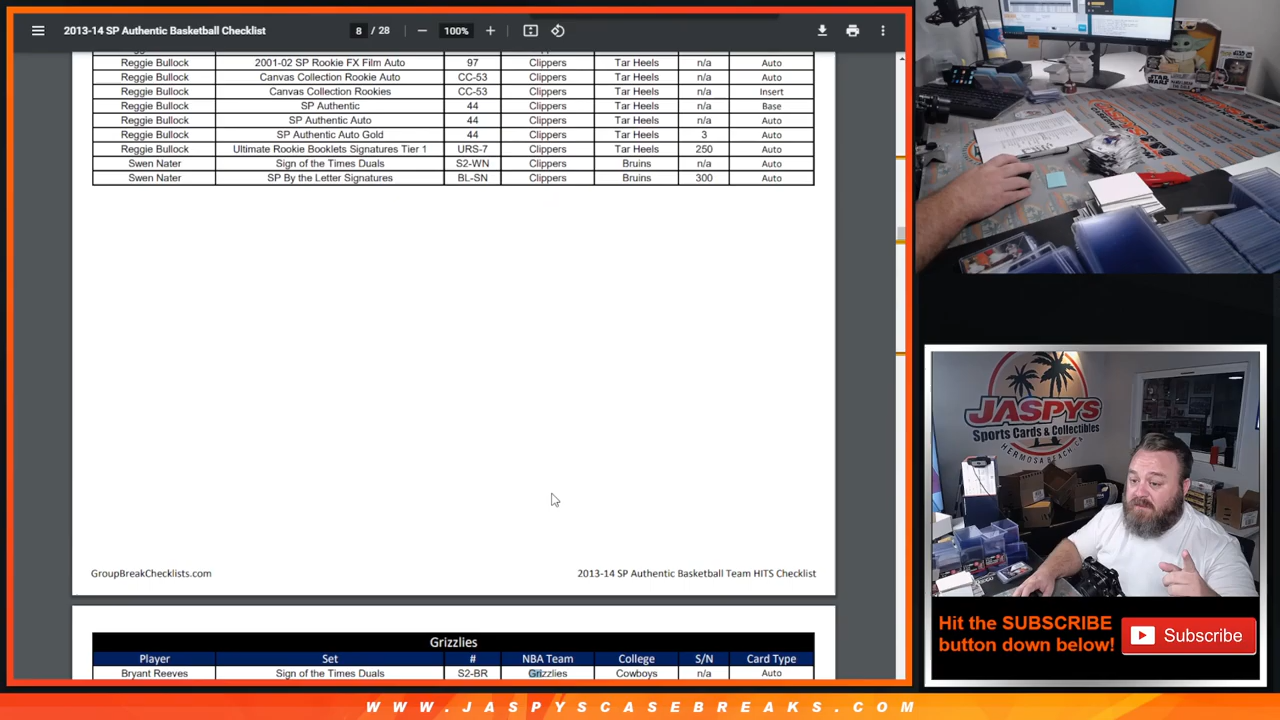 2013-14 SP Authentic Basketball Checklist 8 / 28 100%
Reggie Bullock 2001-02 SP Rookie FX Film Auto 97 Clippers Tar Heels n/a Auto
Reggie Bullock Canvas Collection Rookie Auto CC-53 Clippers Tar Heels n/a Auto
Reggie Bullock Canvas Collection Rookies CC-53 Clippers Tar Heels n/a Insert
Reggie Bullock SP Authentic 44 Clippers Tar Heels n/a Base
Reggie Bullock SP Authentic Auto 44 Clippers Tar Heels n/a Auto
Reggie Bullock SP Authentic Auto Gold 44 Clippers Tar Heels 3 Auto
Reggie Bullock Ultimate Rookie Booklets Signatures Tier 1 URS-7 Clippers Tar Heels 250 Auto
Swen Nater Sign of the Times Duals S2-WN Clippers Bruins n/a Auto
Swen Nater SP By the Letter Signatures BL-SN Clippers Bruins 300 Auto
GroupBreakChecklists.com 2013-14 SP Authentic Basketball Team HITS Checklist
Grizzlies
Player Set # NBA Team College S/N Card Type
Bryant Reeves Sign of the Times Duals S2-BR Grizzlies Cowboys n/a Auto
STAR WARS
JASPYS
Sports Cards & Collectibles
HERMOSA BEACH CA
Hit the SUBSCRIBE
button down below!
Subscribe
WWW.JASPYSCASEBREAKS.COM